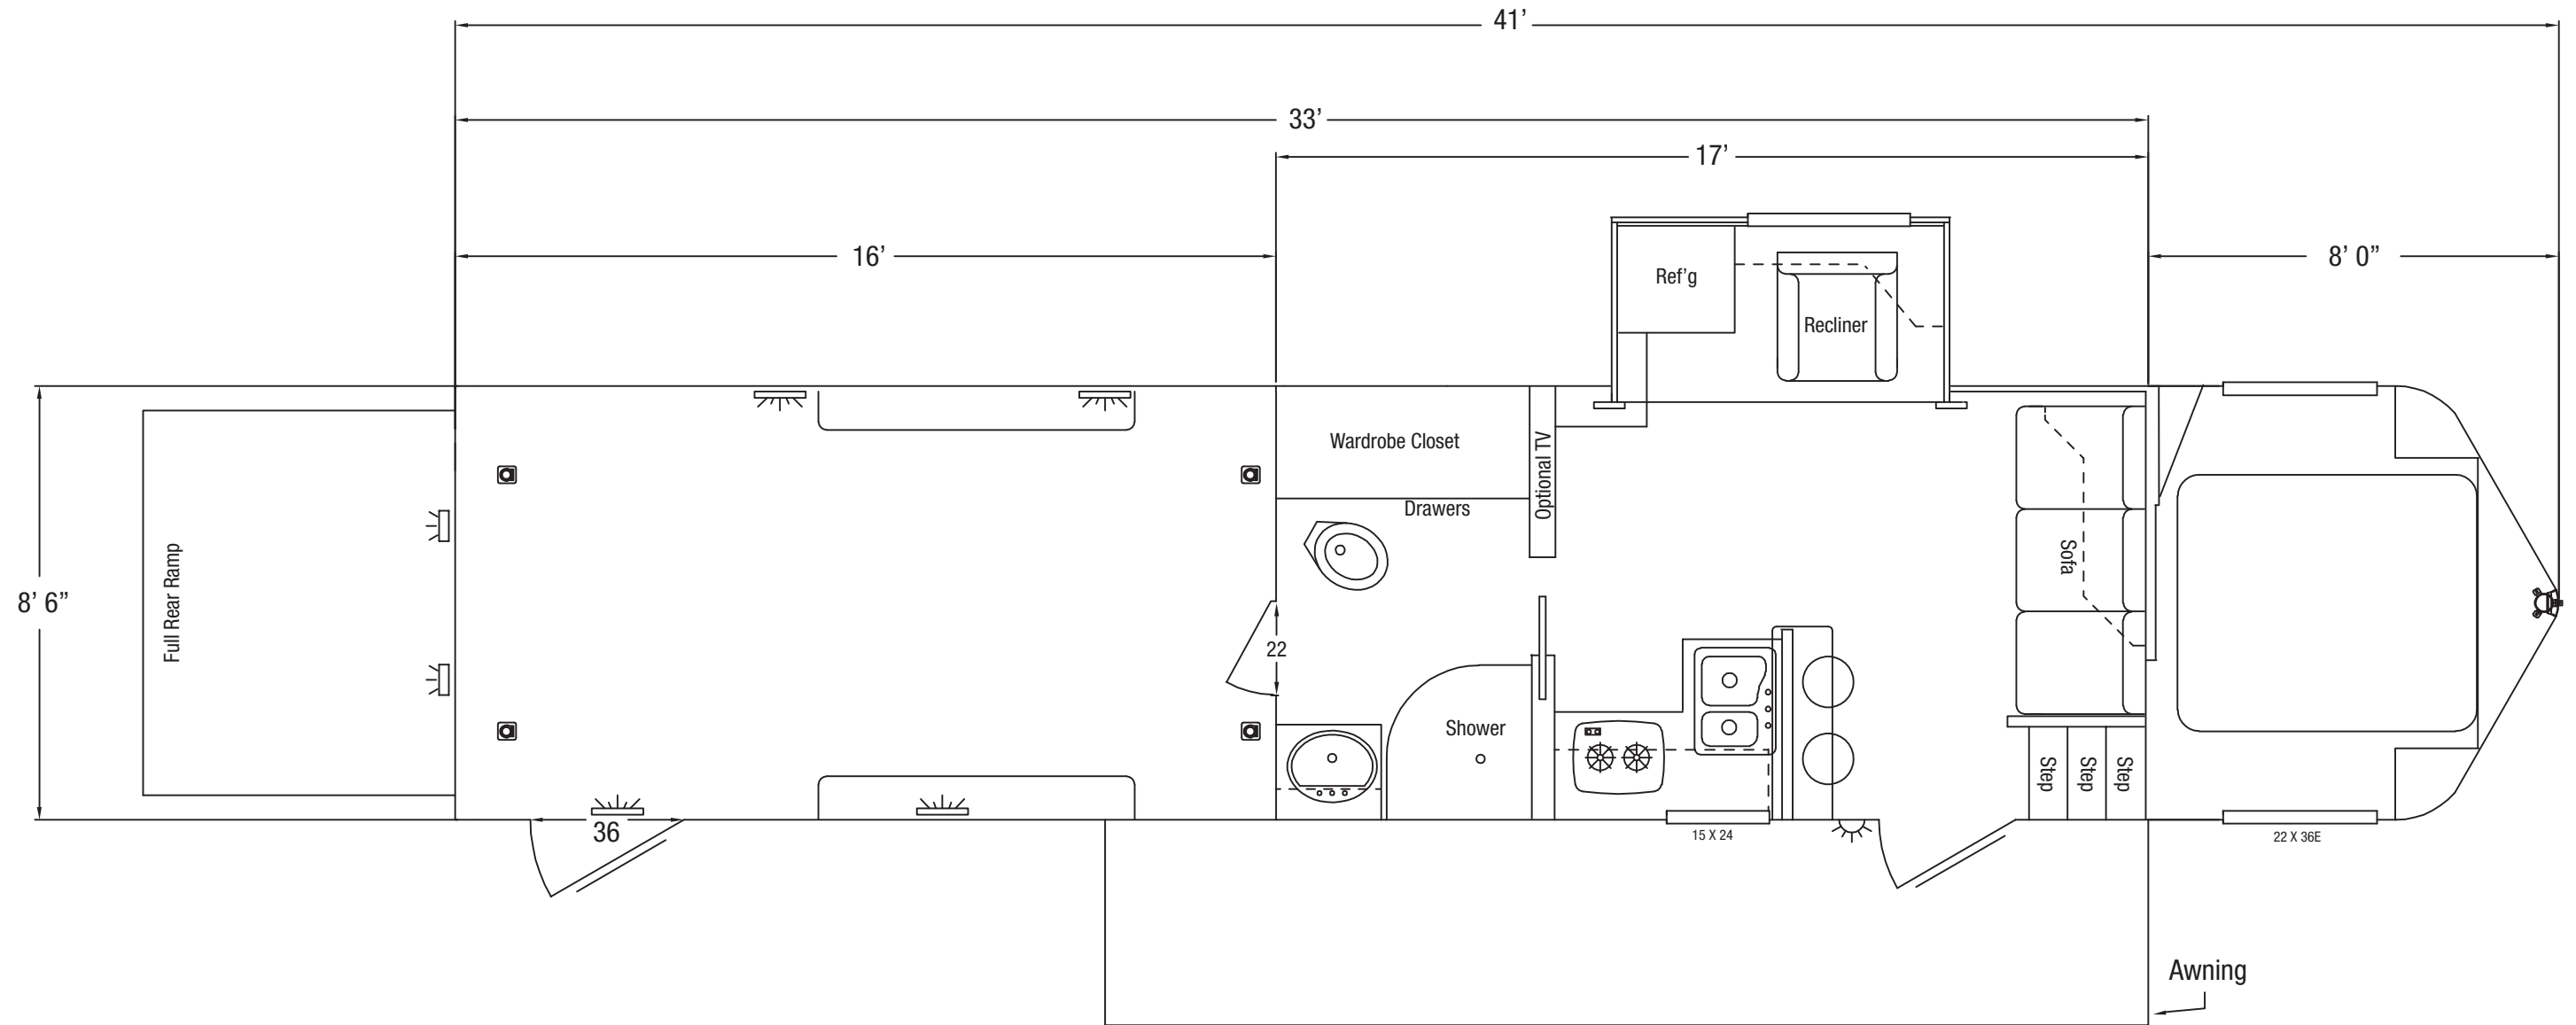 41’
33’
17’
16’
8’ 0”
Ref’g
Recliner
Wardrobe Closet
Optional TV
Drawers
Sofa
Full Rear Ramp
8’ 6”
22
Shower
Step
Step
Step
36
15 X 24
22 X 36E
Awning